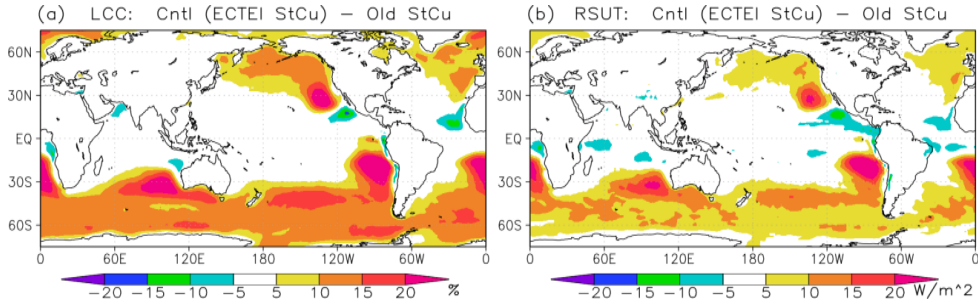 (a) LCC: Cntl (ECTEI StCu) – Old StCu
60N
30N
EQ
30S
60S
0 60E 120E 180 120W 60W 0
−20 −15 −10 −5 5 10 15 20 %
(b) RSUT: Cntl (ECTEI StCu) – Old StCu
60N
30N
EQ
30S
60S
0 60E 120E 180 120W 60W 0
−20 −15 −10 −5 5 10 15 20 W/m^2